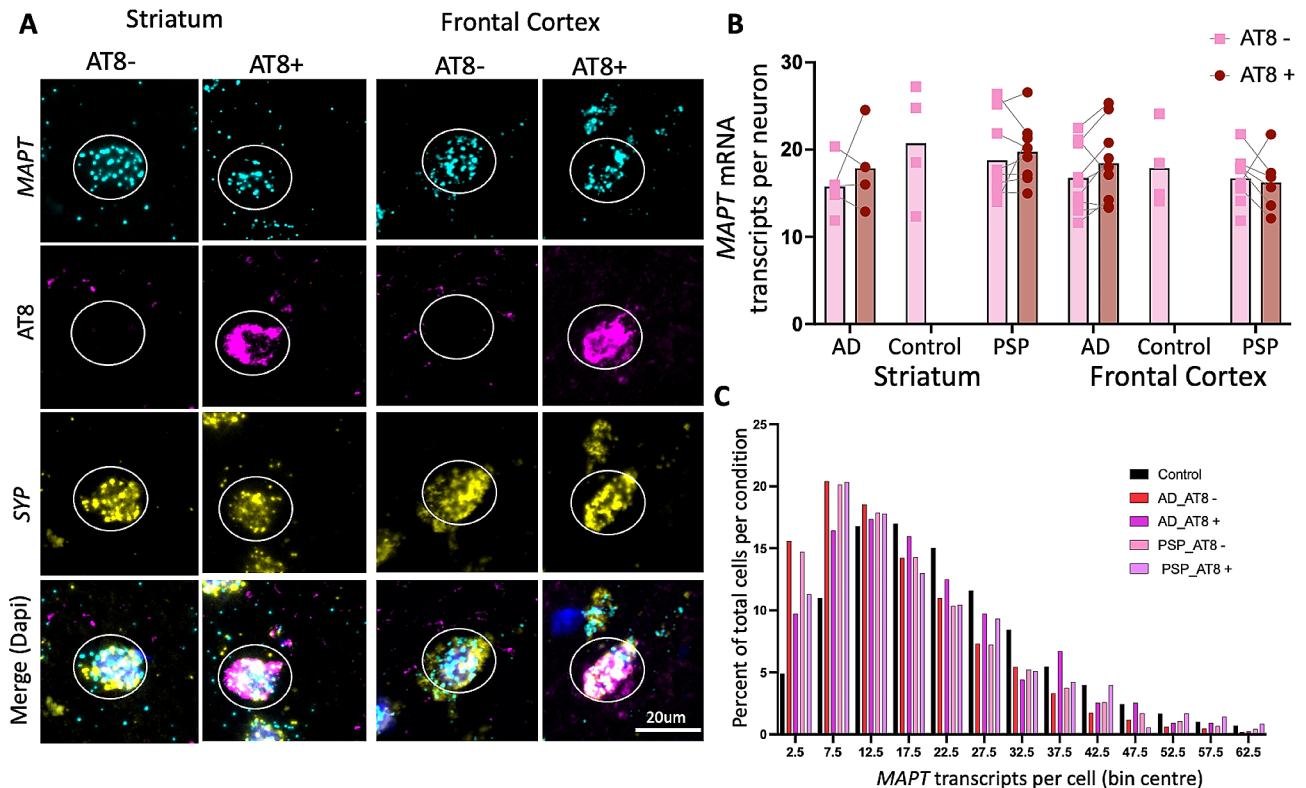 A
Striatum
Frontal Cortex
AT8-
AT8+
AT8-
AT8+
MAPT
AT8
SYP
Merge (Dapi)
20um
B
AT8 -
AT8 +
MAPT mRNA
transcripts per neuron
30
20
10
0
AD
Control
PSP
AD
Control
PSP
Striatum
Frontal Cortex
C
Percent of total cells per condition
25
20
15
10
5
0
Control
AD_AT8 -
AD_AT8 +
PSP_AT8 -
PSP_AT8 +
2.5 7.5 12.5 17.5 22.5 27.5 32.5 37.5 42.5 47.5 52.5 57.5 62.5
MAPT transcripts per cell (bin centre)